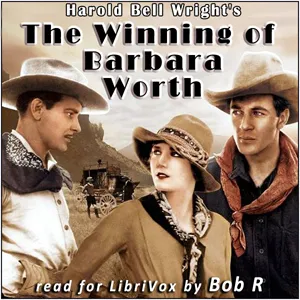 Harold Bell Wright's
The Winning of
Barbara
Worth
read for LibriVox by Bob R